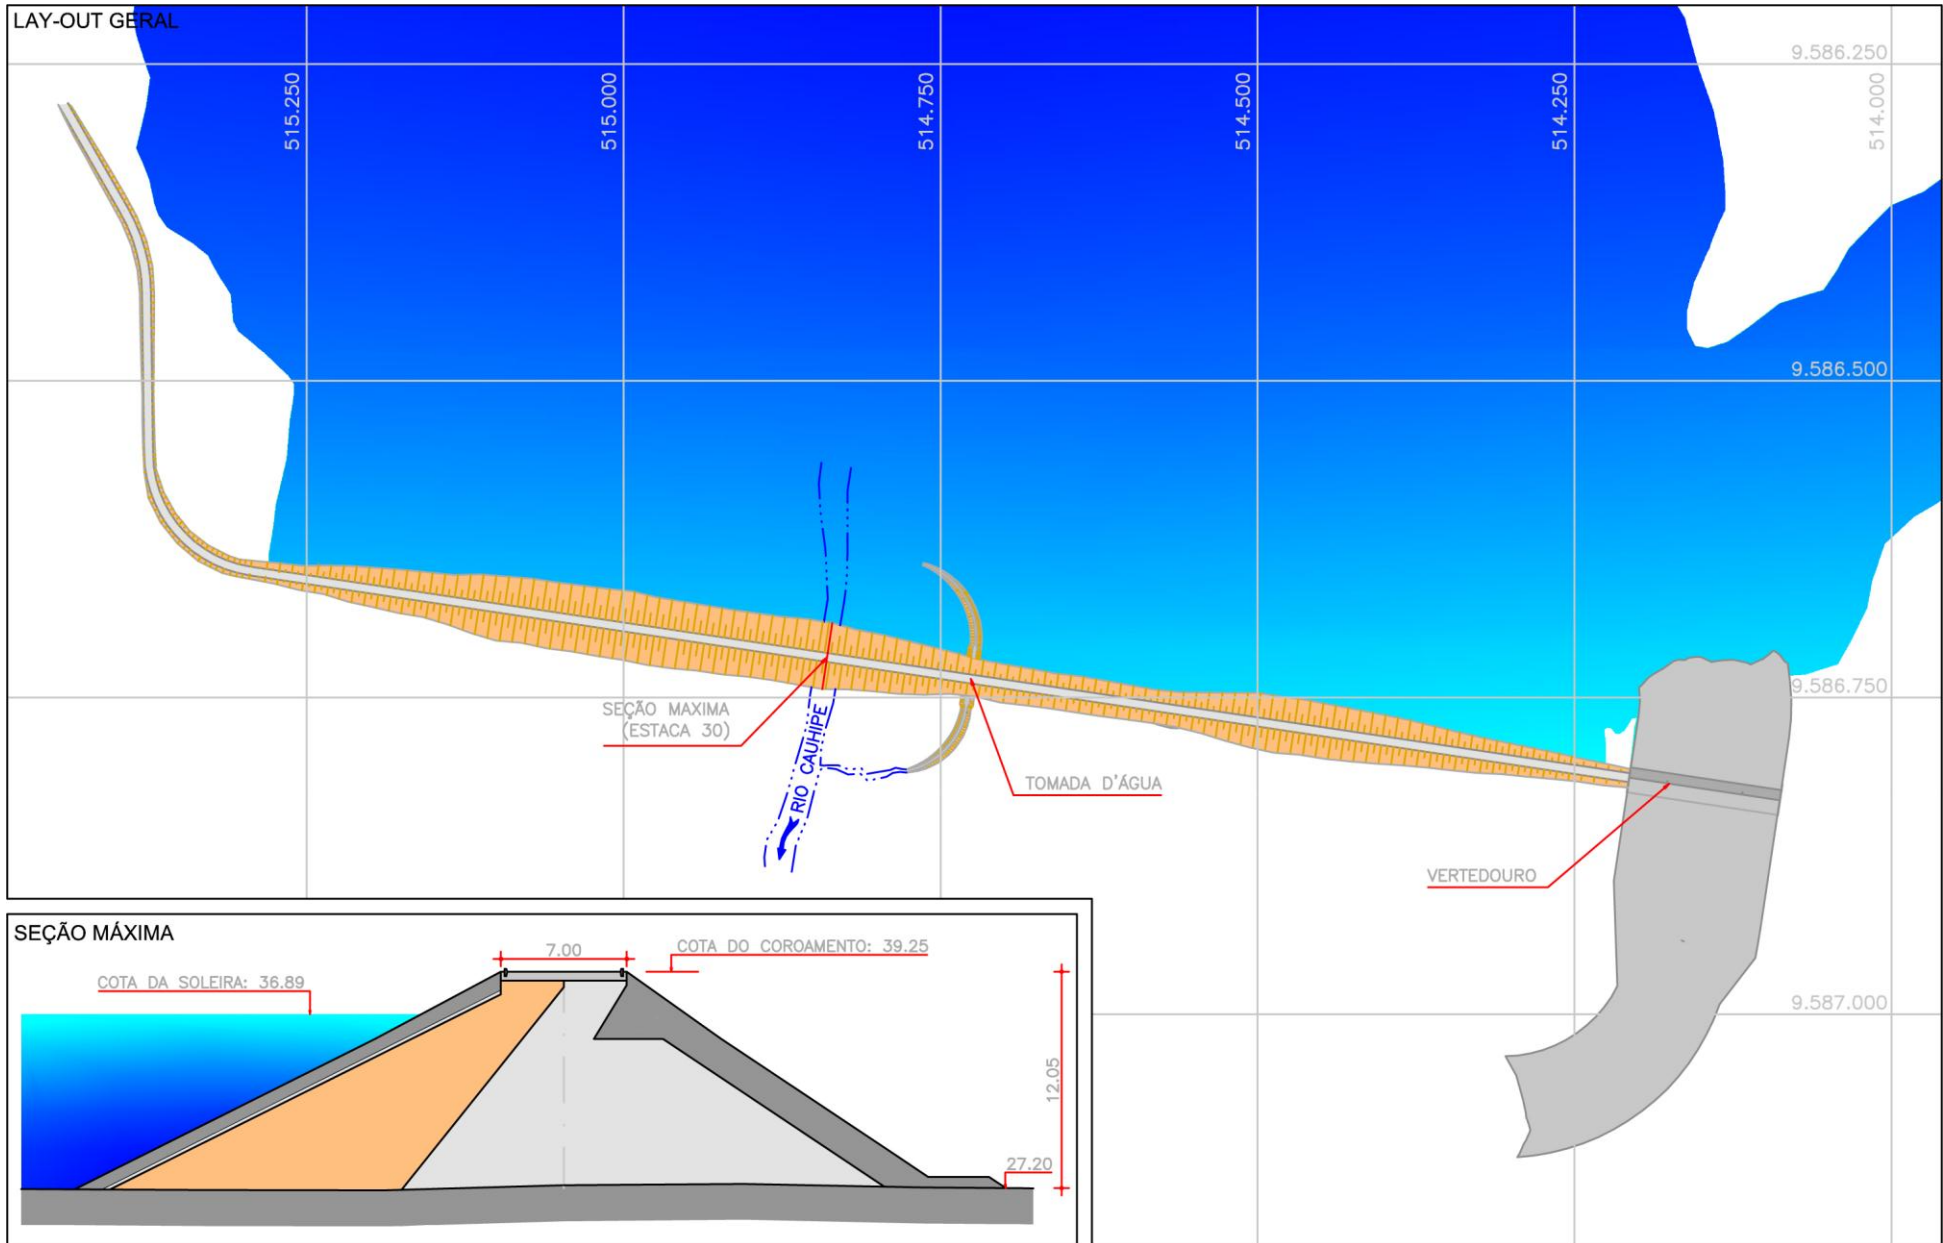 LAY-OUT GERAL
9.586.250
515.250
515.000
514.750
514.500
514.250
514.000
9.586.500
9.586.750
SEÇÃO MAXIMA
(ESTACA 30)
RIO CAUHIPE
TOMADA D'ÁGUA
VERTEDOURO
9.587.000
SEÇÃO MÁXIMA
7.00
COTA DO COROAMENTO: 39.25
COTA DA SOLEIRA: 36.89
12.05
27.20